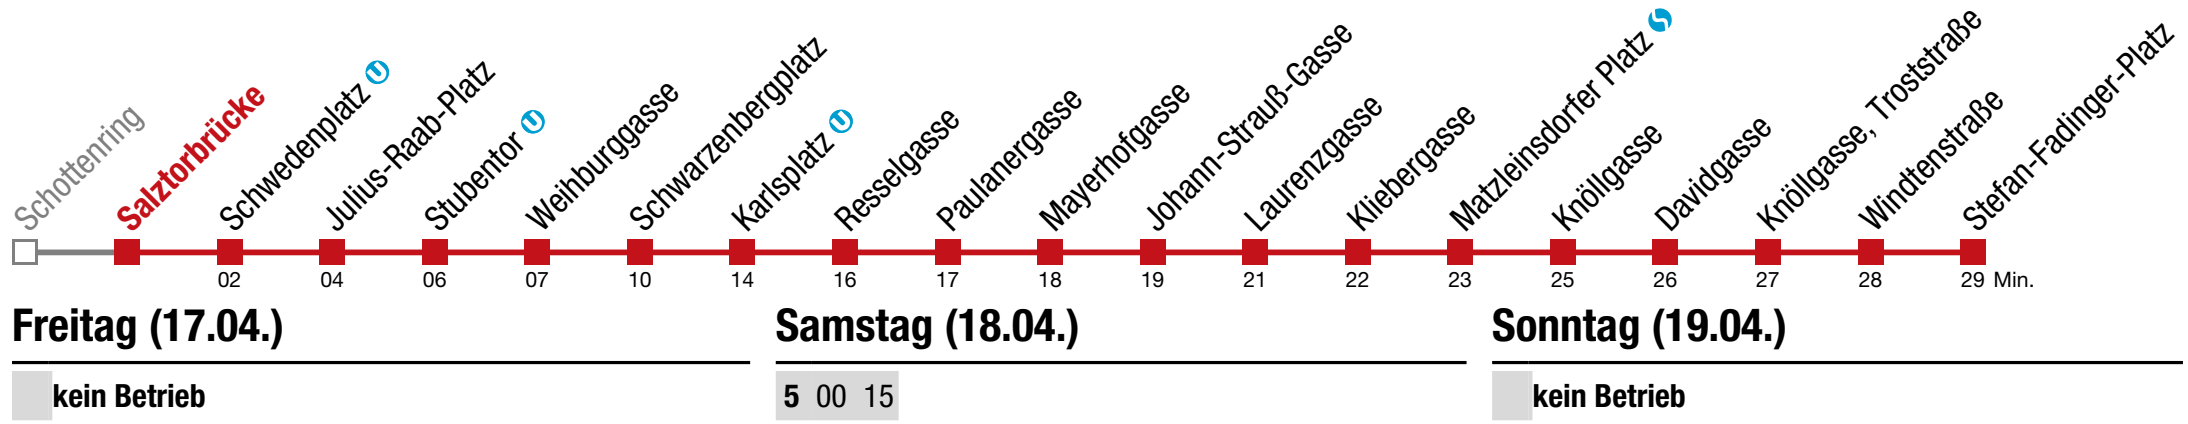 Schottenring
Salztorbrücke
Schwedenplatz
Julius-Raab-Platz
Stubentor
Weihburggasse
Schwarzenbergplatz
Karlsplatz
Resselgasse
Paulanergasse
Mayerhofgasse
Johann-Strauß-Gasse
Laurenzgasse
Kliebergasse
Matzleinsdorfer Platz
Knöllgasse
Davidgasse
Knöllgasse, Troststraße
Windtenstraße
Stefan-Fadinger-Platz
02 04 06 07 10 14 16 17 18 19 21 22 23 25 26 27 28 29 Min.
Freitag (17.04.)
kein Betrieb
Samstag (18.04.)
5 00 15
Sonntag (19.04.)
kein Betrieb